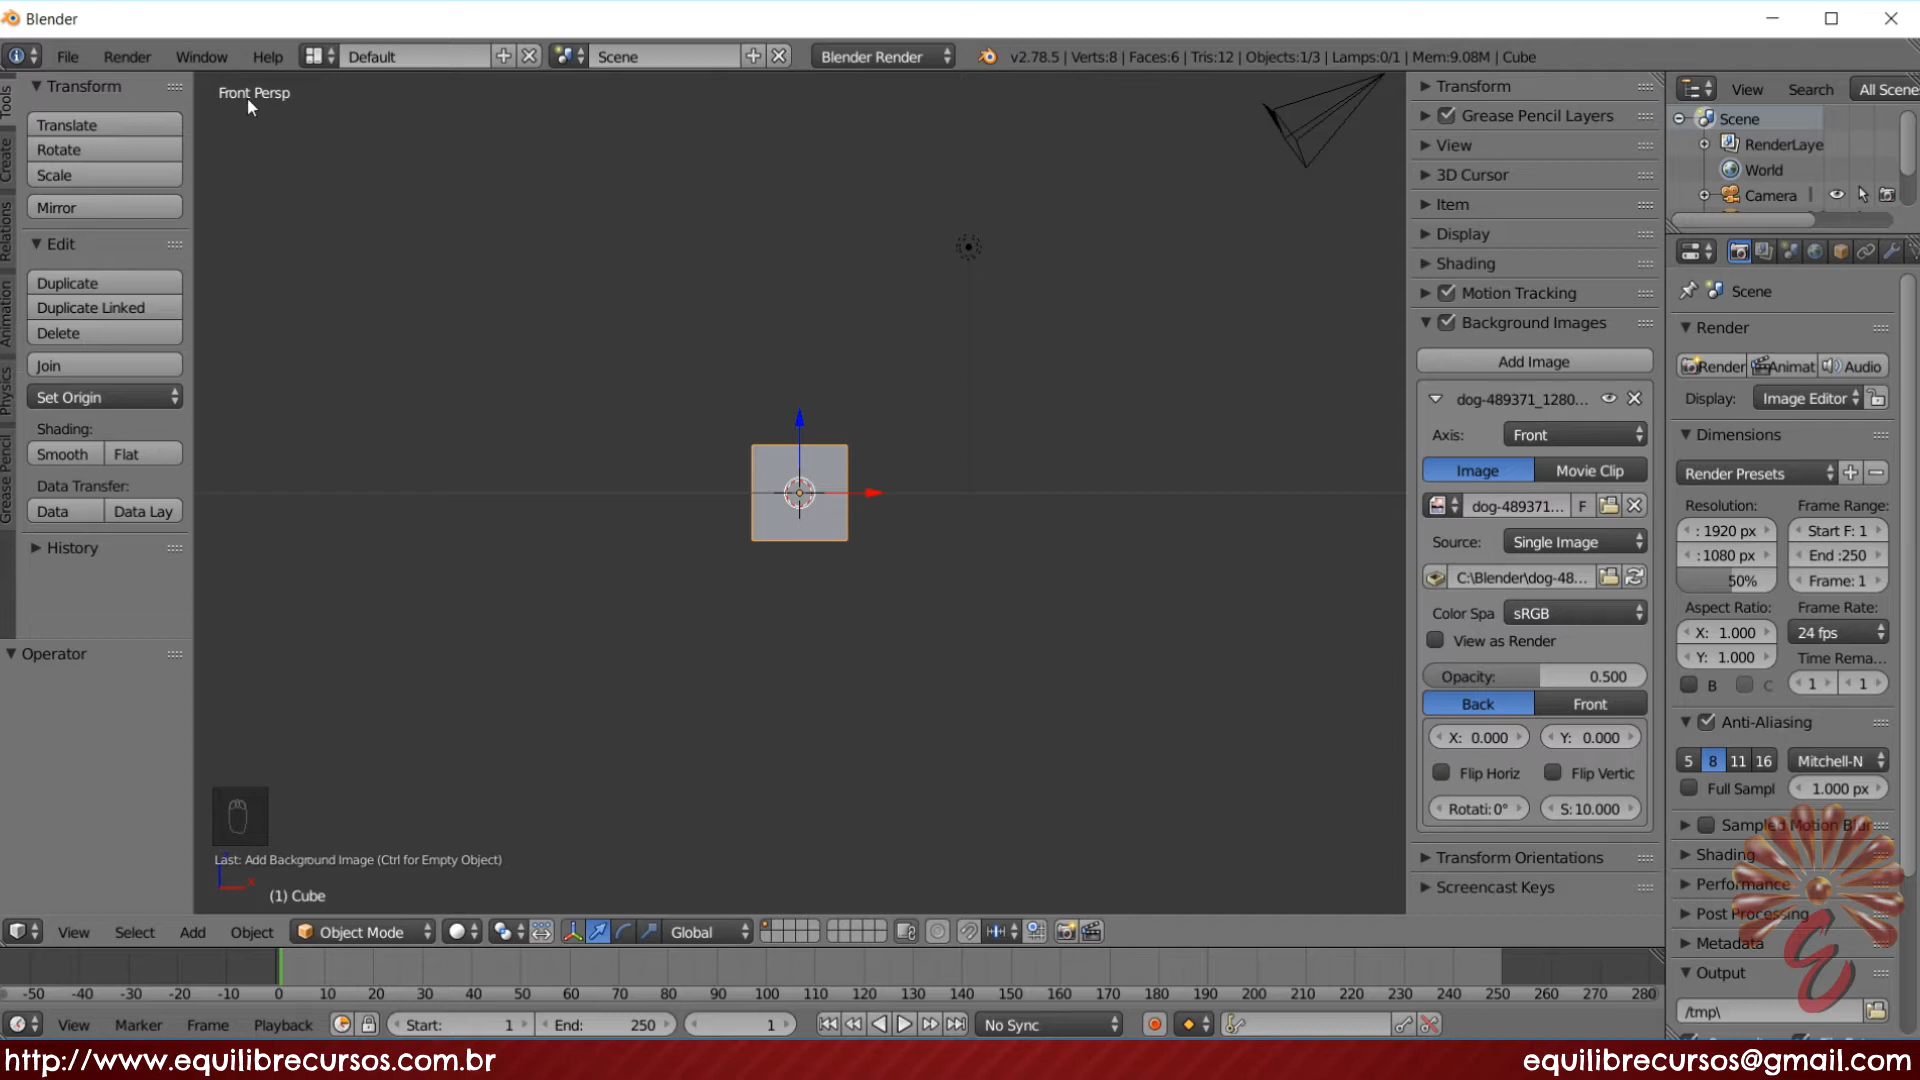 Blender
File Render Window Help Default Scene Blender Render v2.78.5 | Verts:8 | Faces:6 | Tris:12 | Objects:1/3 | Lamps:0/1 | Mem:9.08M | Cube
Tools
Create
Relations
Animation
Physics
Grease Pencil
Transform
Translate
Rotate
Scale
Mirror
Edit
Duplicate
Duplicate Linked
Delete
Join
Set Origin
Shading:
Smooth Flat
Data Transfer:
Data Data Lay
History
Operator
Front Persp
Last: Add Background Image (Ctrl for Empty Object)
(1) Cube
Transform
Grease Pencil Layers
View
3D Cursor
Item
Display
Shading
Motion Tracking
Background Images
Add Image
dog-489371_1280...
Axis: Front
Image Movie Clip
dog-489371... F
Source: Single Image
C:\Blender\dog-48...
Color Spa sRGB
View as Render
Opacity: 0.500
Back Front
X: 0.000 Y: 0.000
Flip Horiz Flip Vertic
Rotati: 0° S: 10.000
Transform Orientations
Screencast Keys
View Search All Scene
Scene
RenderLaye
World
Camera
Scene
Render
Render Animat Audio
Display: Image Editor
Dimensions
Render Presets
Resolution: Frame Range:
: 1920 px Start F: 1
: 1080 px End :250
50% Frame: 1
Aspect Ratio: Frame Rate:
X: 1.000 24 fps
Y: 1.000 Time Rema...
B C 1 1
Anti-Aliasing
5 8 11 16 Mitchell-N
Full Sampl 1.000 px
Sampled Motion Blur
Shading
Performance
Post Processing
Metadata
Output
/tmp\
View Select Add Object Object Mode Global
-50 -40 -30 -20 -10 0 10 20 30 40 50 60 70 80 90 100 110 120 130 140 150 160 170 180 190 200 210 220 230 240 250 260 270 280
View Marker Frame Playback Start: 1 End: 250 1 No Sync
http://www.equilibrecursos.com.br equilibrecursos@gmail.com